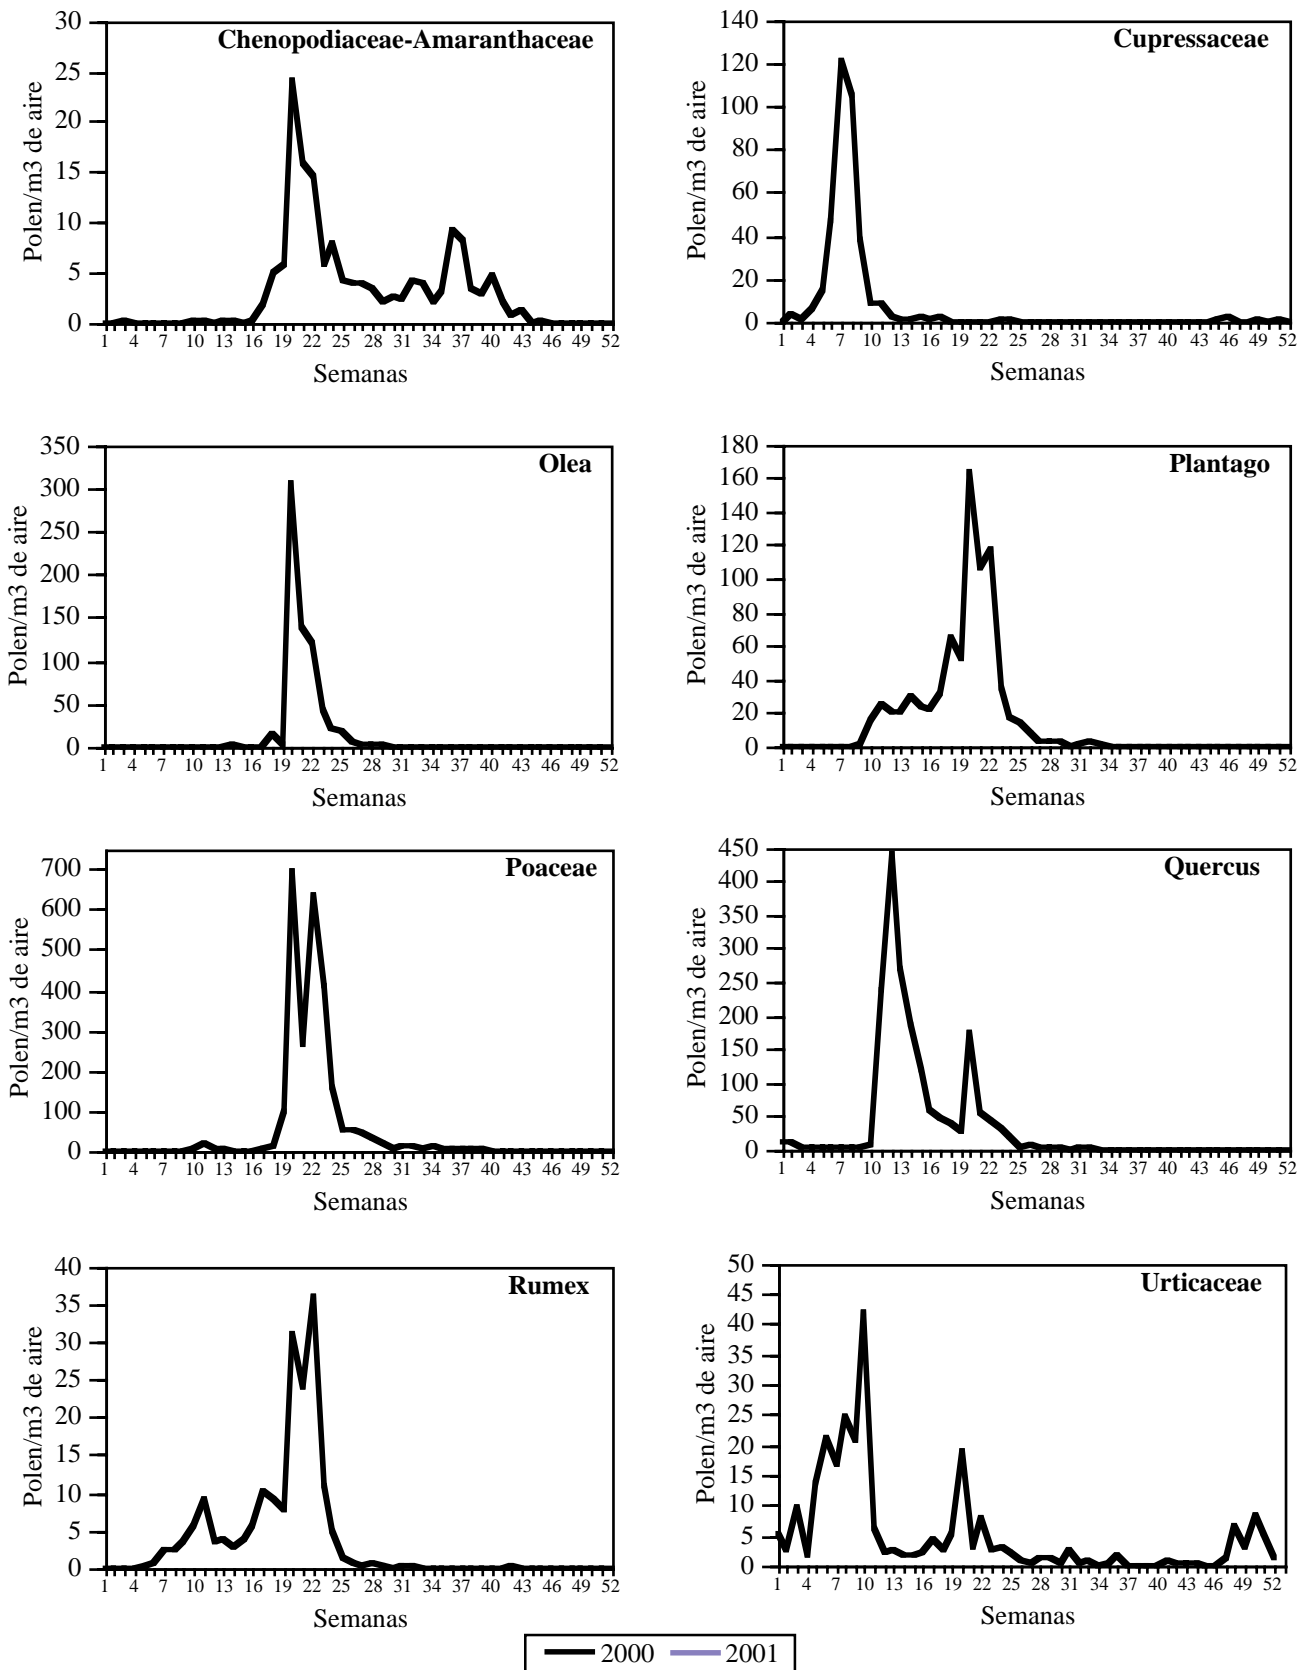 Chenopodiaceae-Amaranthaceae
Polen/m3 de aire
30
25
20
15
10
5
0
1 4 7 10 13 16 19 22 25 28 31 34 37 40 43 46 49 52
Semanas
Cupressaceae
Polen/m3 de aire
140
120
100
80
60
40
20
0
1 4 7 10 13 16 19 22 25 28 31 34 37 40 43 46 49 52
Semanas
Olea
Polen/m3 de aire
350
300
250
200
150
100
50
0
1 4 7 10 13 16 19 22 25 28 31 34 37 40 43 46 49 52
Semanas
Plantago
Polen/m3 de aire
180
160
140
120
100
80
60
40
20
0
1 4 7 10 13 16 19 22 25 28 31 34 37 40 43 46 49 52
Semanas
Poaceae
Polen/m3 de aire
700
600
500
400
300
200
100
0
1 4 7 10 13 16 19 22 25 28 31 34 37 40 43 46 49 52
Semanas
Quercus
Polen/m3 de aire
450
400
350
300
250
200
150
100
50
0
1 4 7 10 13 16 19 22 25 28 31 34 37 40 43 46 49 52
Semanas
Rumex
Polen/m3 de aire
40
35
30
25
20
15
10
5
0
1 4 7 10 13 16 19 22 25 28 31 34 37 40 43 46 49 52
Semanas
Urticaceae
Polen/m3 de aire
50
45
40
35
30
25
20
15
10
5
0
1 4 7 10 13 16 19 22 25 28 31 34 37 40 43 46 49 52
Semanas
2000 2001